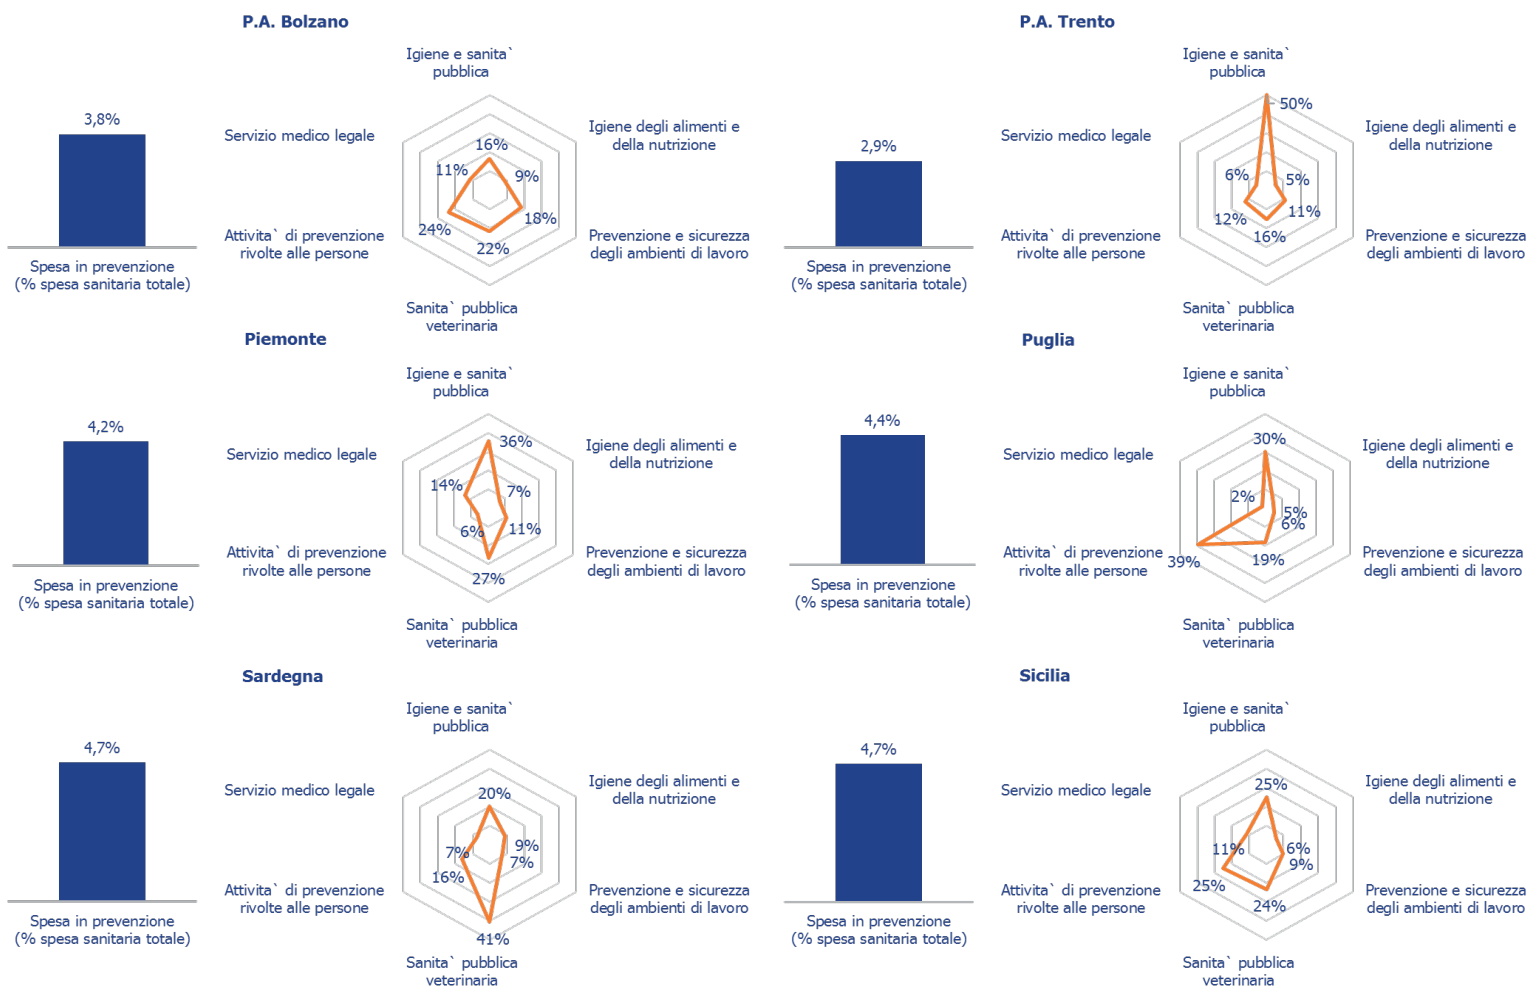 P.A. Bolzano
3,8%
Spesa in prevenzione
(% spesa sanitaria totale)
Igiene e sanita`
pubblica
Servizio medico legale
Igiene degli alimenti e
della nutrizione
16%
11%
9%
18%
24%
22%
Attivita` di prevenzione
rivolte alle persone
Prevenzione e sicurezza
degli ambienti di lavoro
Sanita` pubblica
veterinaria
P.A. Trento
2,9%
Spesa in prevenzione
(% spesa sanitaria totale)
Igiene e sanita`
pubblica
50%
Servizio medico legale
Igiene degli alimenti e
della nutrizione
6%
5%
12%
11%
16%
Attivita` di prevenzione
rivolte alle persone
Prevenzione e sicurezza
degli ambienti di lavoro
Sanita` pubblica
veterinaria
Piemonte
4,2%
Spesa in prevenzione
(% spesa sanitaria totale)
Igiene e sanita`
pubblica
36%
Servizio medico legale
Igiene degli alimenti e
della nutrizione
14%
7%
6%
11%
27%
Attivita` di prevenzione
rivolte alle persone
Prevenzione e sicurezza
degli ambienti di lavoro
Sanita` pubblica
veterinaria
Puglia
4,4%
Spesa in prevenzione
(% spesa sanitaria totale)
Igiene e sanita`
pubblica
30%
Servizio medico legale
Igiene degli alimenti e
della nutrizione
2%
5%
6%
39%
19%
Attivita` di prevenzione
rivolte alle persone
Prevenzione e sicurezza
degli ambienti di lavoro
Sanita` pubblica
veterinaria
Sardegna
4,7%
Spesa in prevenzione
(% spesa sanitaria totale)
Igiene e sanita`
pubblica
20%
Servizio medico legale
Igiene degli alimenti e
della nutrizione
7%
9%
7%
16%
41%
Attivita` di prevenzione
rivolte alle persone
Prevenzione e sicurezza
degli ambienti di lavoro
Sanita` pubblica
veterinaria
Sicilia
4,7%
Spesa in prevenzione
(% spesa sanitaria totale)
Igiene e sanita`
pubblica
25%
Servizio medico legale
Igiene degli alimenti e
della nutrizione
11%
6%
9%
25%
24%
Attivita` di prevenzione
rivolte alle persone
Prevenzione e sicurezza
degli ambienti di lavoro
Sanita` pubblica
veterinaria